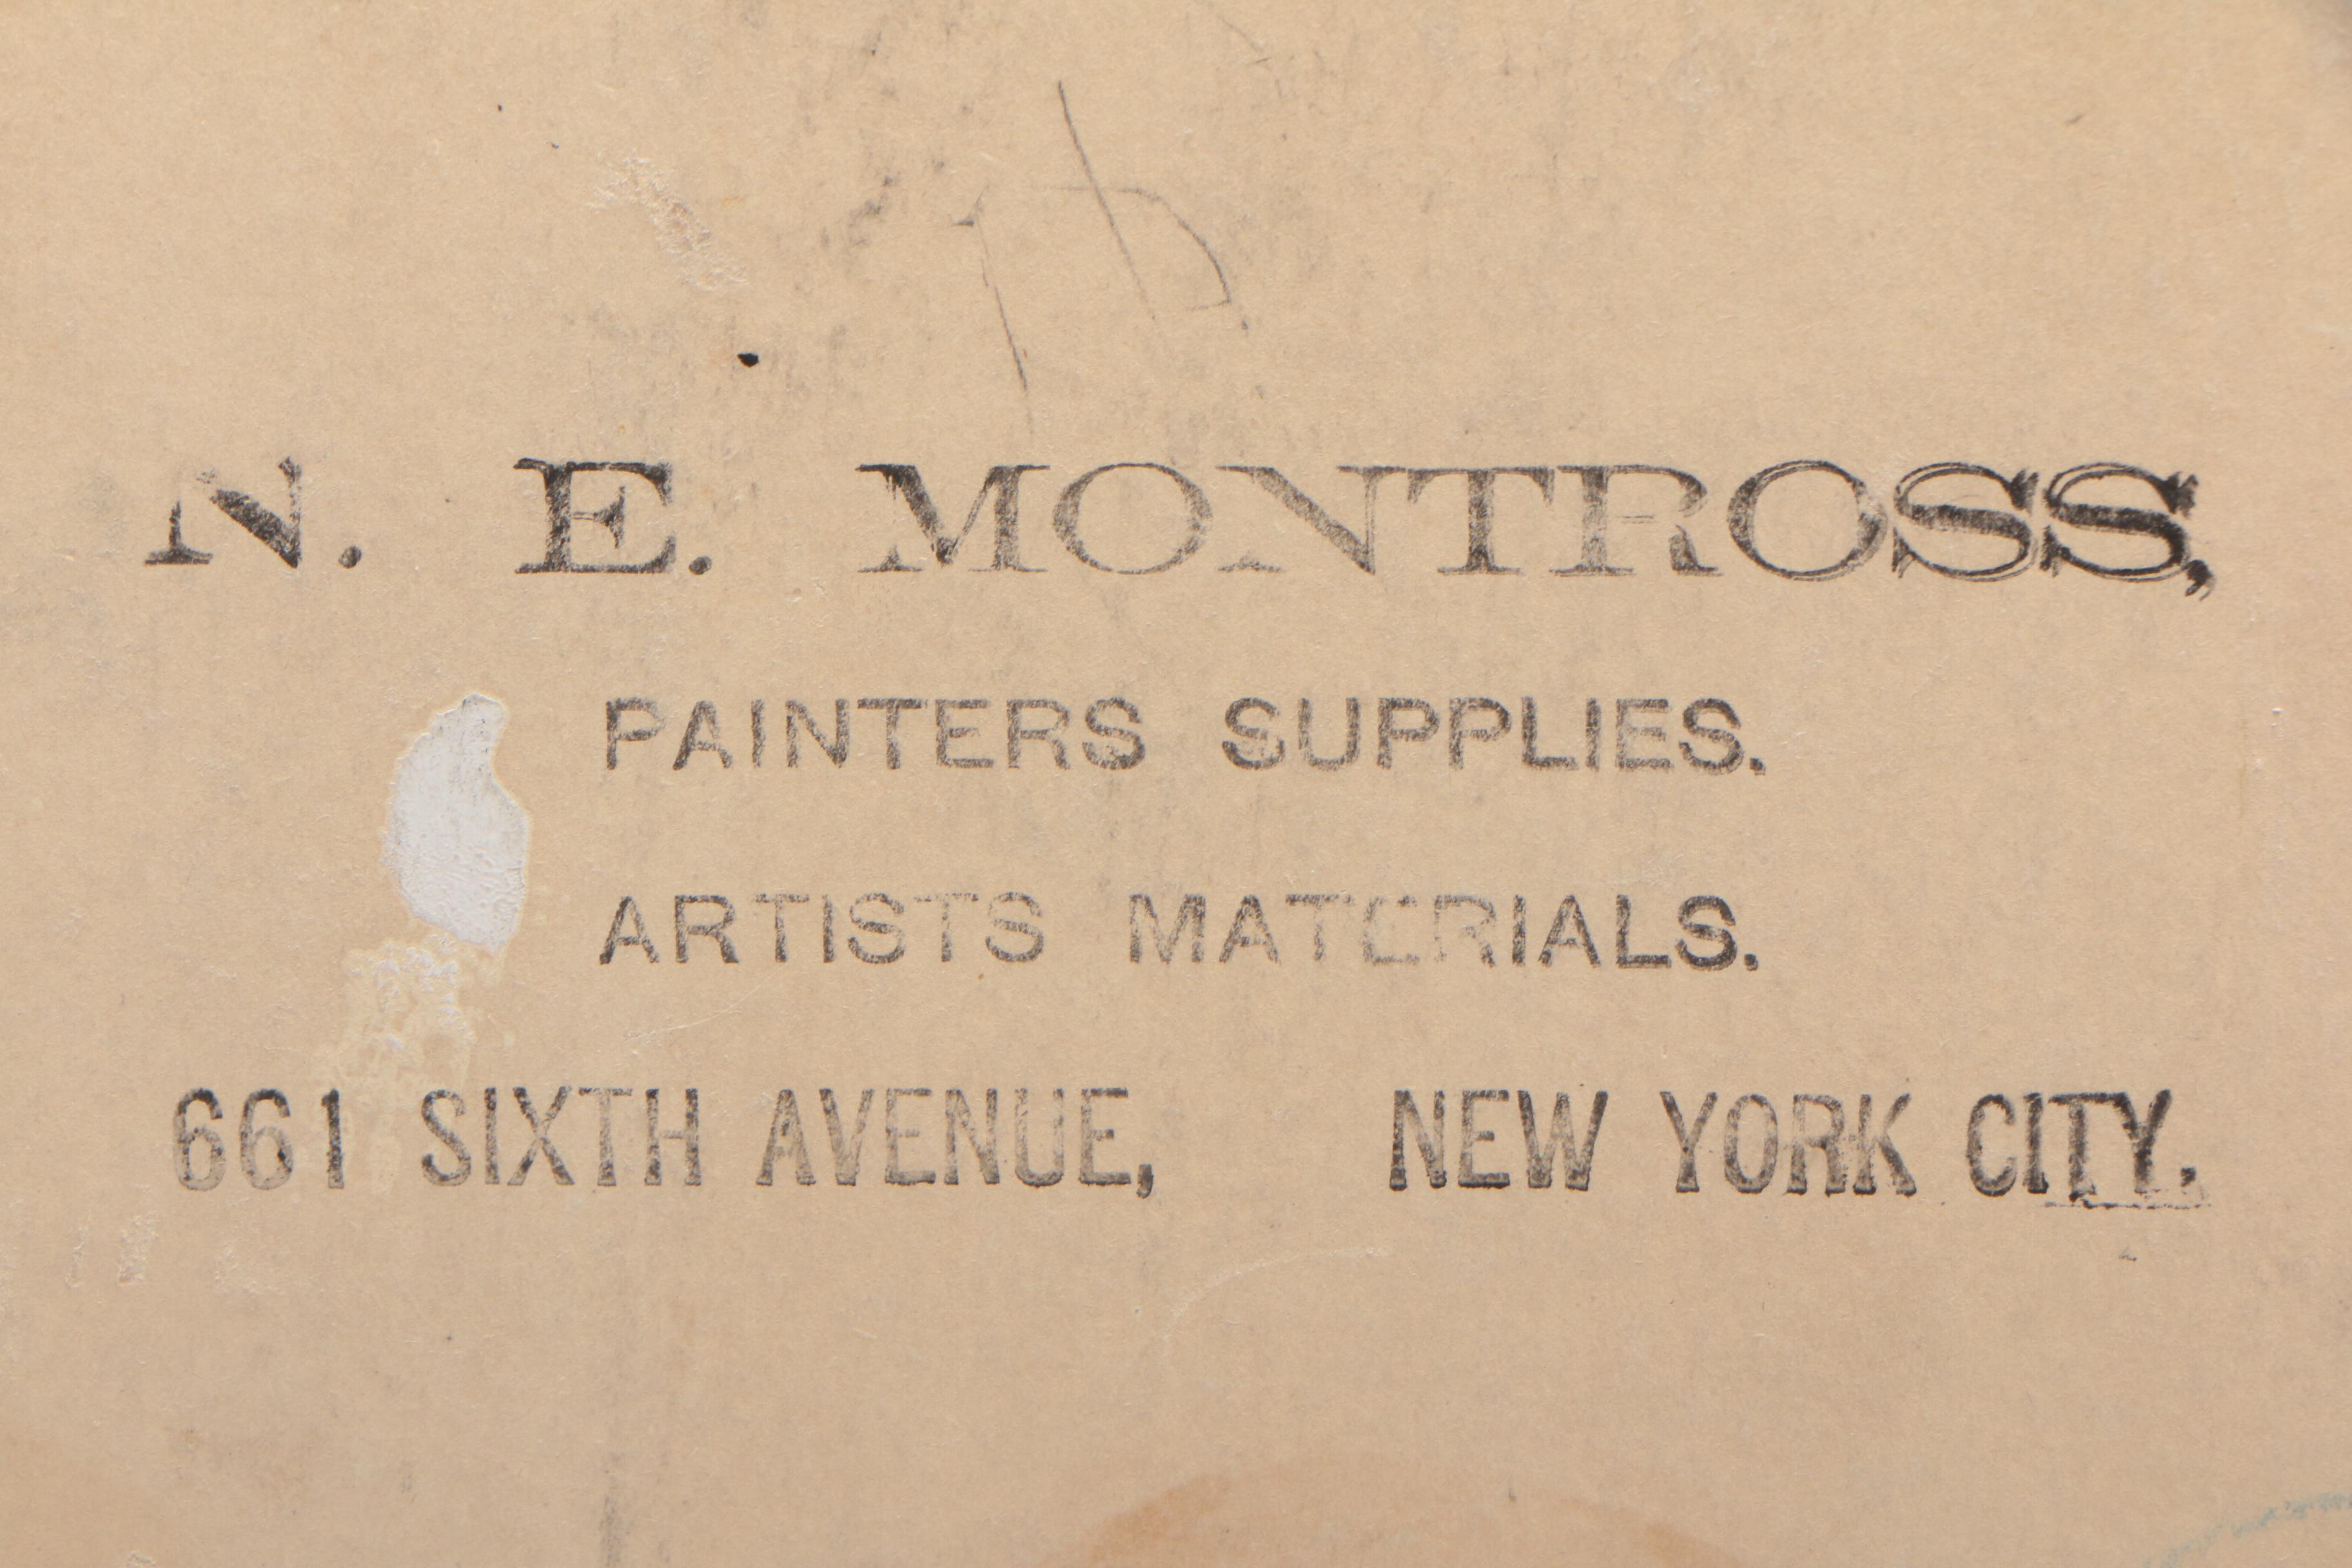 N. E. MONTROSS,
PAINTERS SUPPLIES.
ARTISTS MATERIALS.
661 SIXTH AVENUE, NEW YORK CITY.